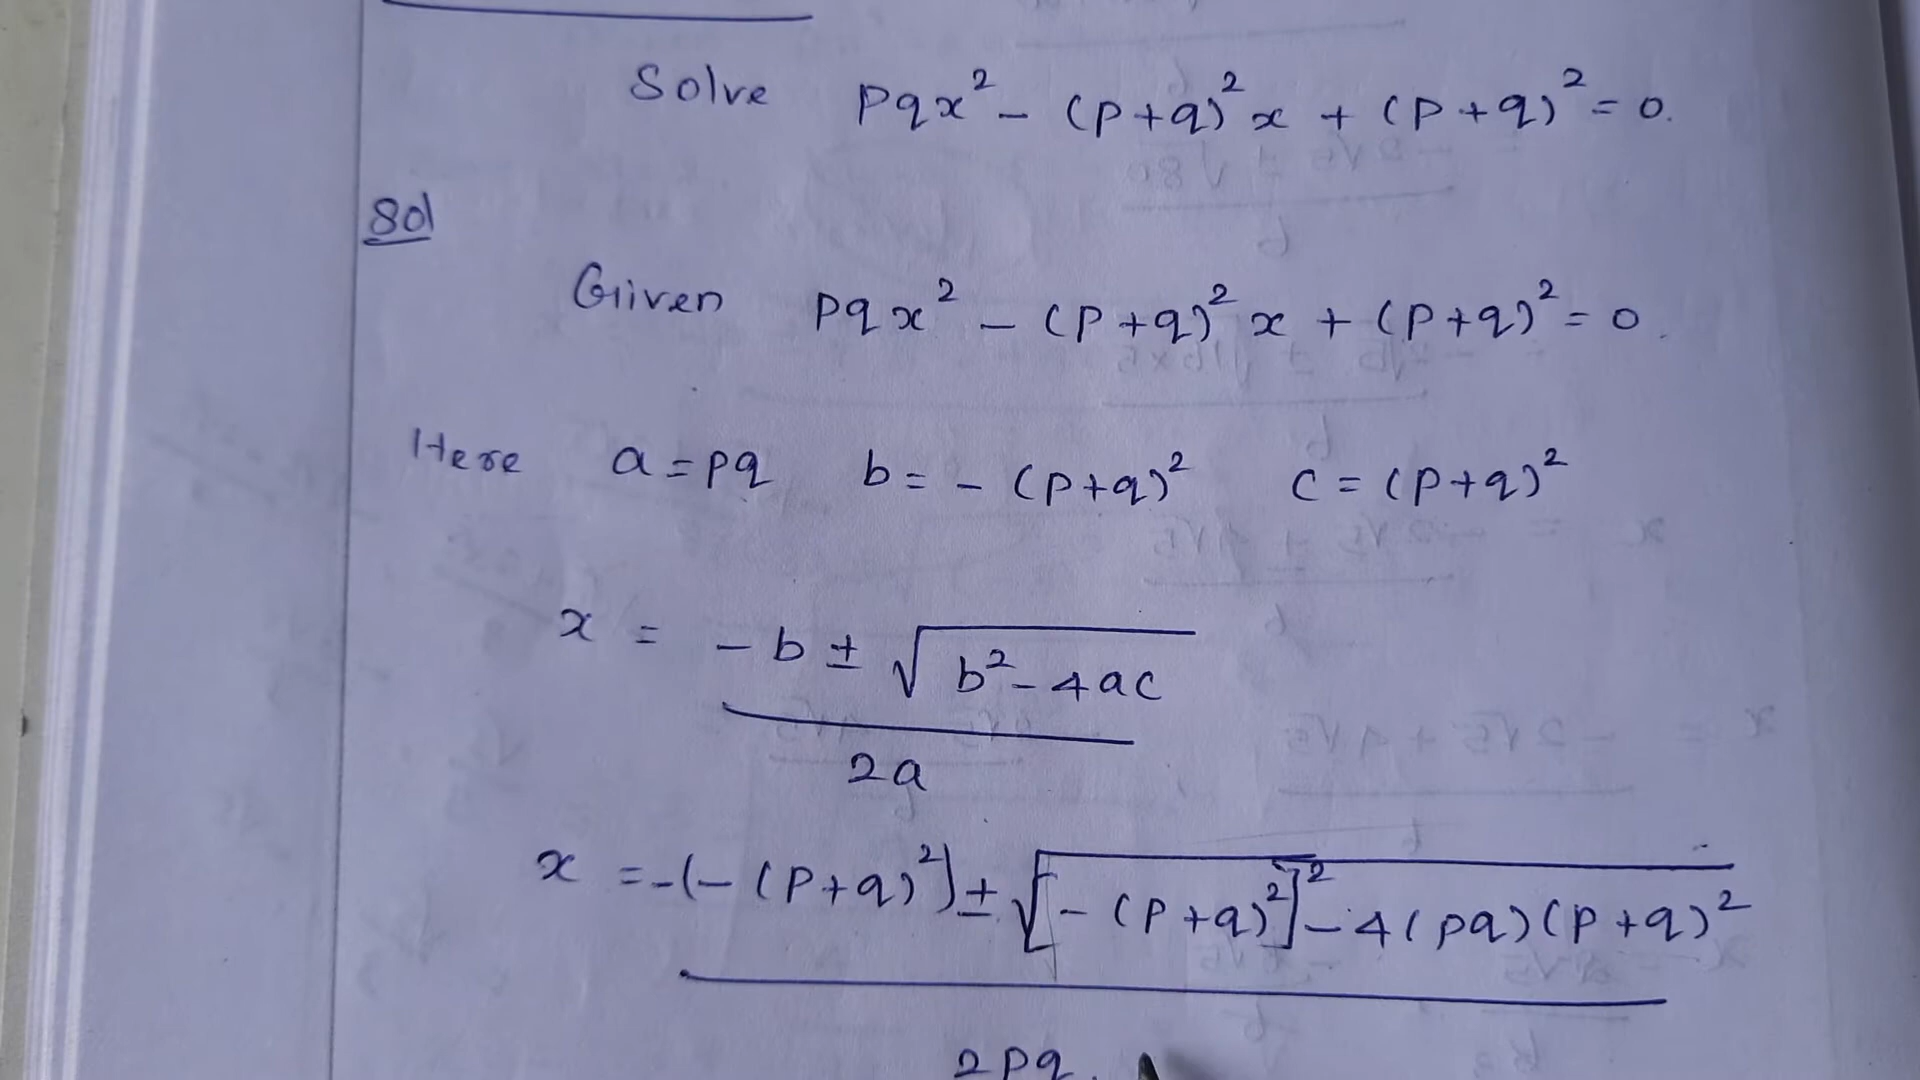 Solve pqx² - (p+q)²x + (p+q)² = 0.
Sol
Given pqx² - (p+q)²x + (p+q)² = 0.
Here a = pq b = - (p+q)² c = (p+q)²
x = -b ± √b² - 4ac
2a
x = -(-(p+q)²) ± √[-(p+q)²]² - 4(pq)(p+q)²
2pq.